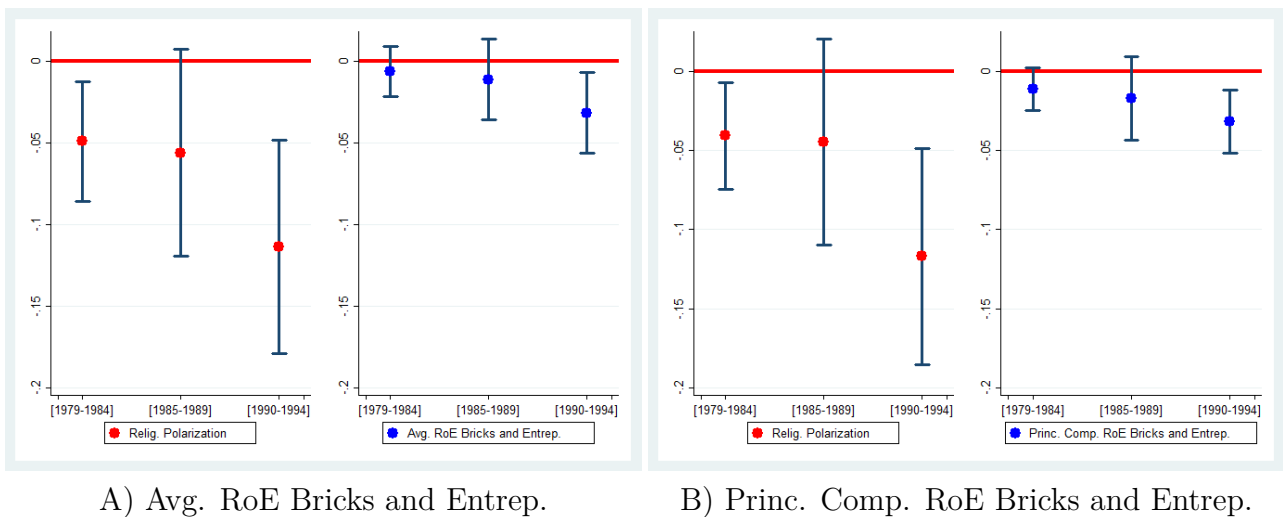 0
-.05
-.1
-.15
-.2
[1979-1984] [1985-1989] [1990-1994]
Relig. Polarization
0
-.05
-.1
-.15
-.2
[1979-1984] [1985-1989] [1990-1994]
Avg. RoE Bricks and Entrep.
A) Avg. RoE Bricks and Entrep.
0
-.05
-.1
-.15
-.2
[1979-1984] [1985-1989] [1990-1994]
Relig. Polarization
0
-.05
-.1
-.15
-.2
[1979-1984] [1985-1989] [1990-1994]
Princ. Comp. RoE Bricks and Entrep.
B) Princ. Comp. RoE Bricks and Entrep.